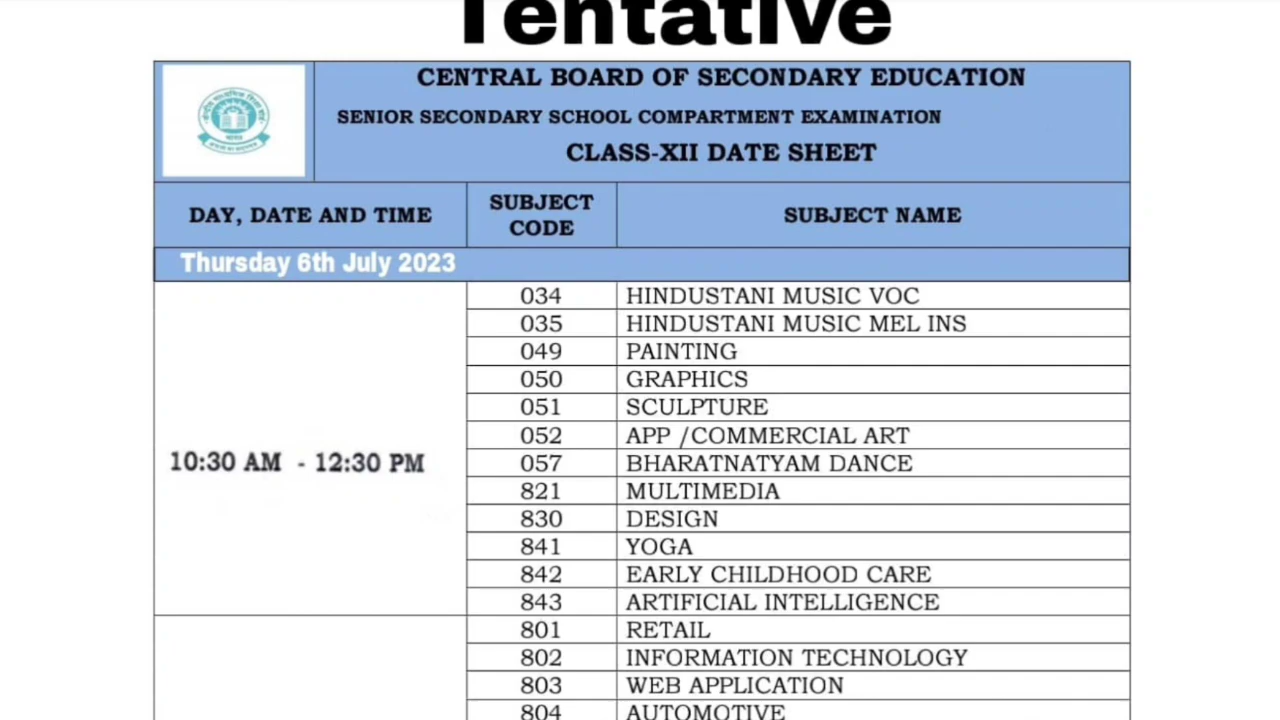 Tentative
CENTRAL BOARD OF SECONDARY EDUCATION
SENIOR SECONDARY SCHOOL COMPARTMENT EXAMINATION
CLASS-XII DATE SHEET
DAY, DATE AND TIME
SUBJECT
CODE
SUBJECT NAME
Thursday 6th July 2023
10:30 AM - 12:30 PM
034 HINDUSTANI MUSIC VOC
035 HINDUSTANI MUSIC MEL INS
049 PAINTING
050 GRAPHICS
051 SCULPTURE
052 APP /COMMERCIAL ART
057 BHARATNATYAM DANCE
821 MULTIMEDIA
830 DESIGN
841 YOGA
842 EARLY CHILDHOOD CARE
843 ARTIFICIAL INTELLIGENCE
801 RETAIL
802 INFORMATION TECHNOLOGY
803 WEB APPLICATION
804 AUTOMOTIVE